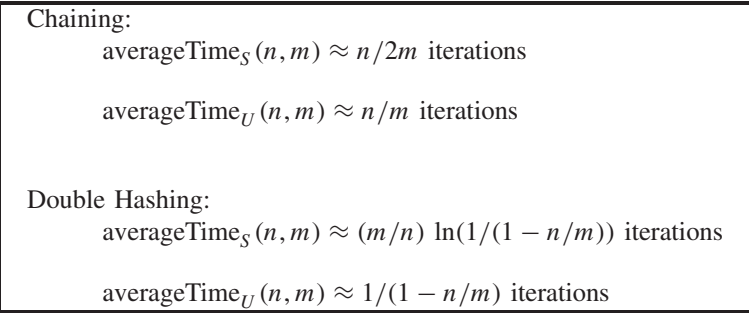 Chaining:
averageTime_S(n, m) ≈ n/2m iterations
averageTime_U(n, m) ≈ n/m iterations
Double Hashing:
averageTime_S(n, m) ≈ (m/n) ln(1/(1 − n/m)) iterations
averageTime_U(n, m) ≈ 1/(1 − n/m) iterations